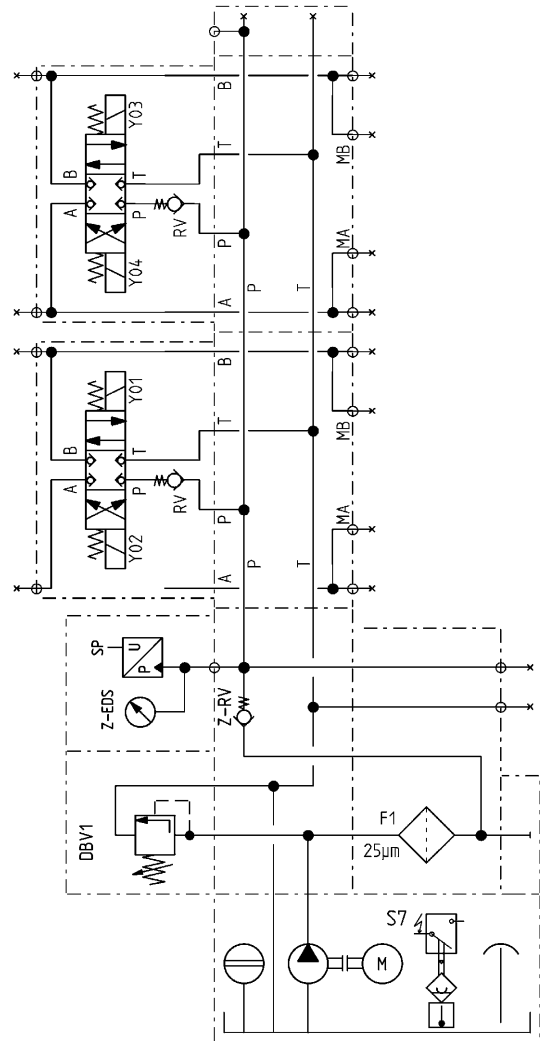 B
Y03
B
T
MB
A
P
RV
P
Y04
MA
A
P
T
B
Y01
B
T
MB
A
P
RV
P
Y02
MA
A
P
T
SP
U
P
Z-EDS
Z-RV
DBV1
F1
25µm
S7
M